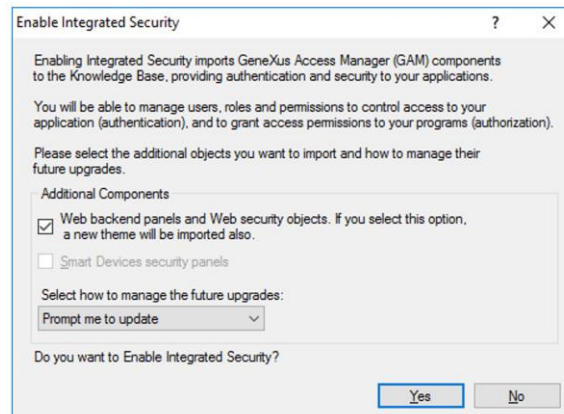 Enable Integrated Security
?
Enabling Integrated Security imports GeneXus Access Manager (GAM) components
to the Knowledge Base, providing authentication and security to your applications.
You will be able to manage users, roles and permissions to control access to your
application (authentication), and to grant access permissions to your programs (authorization).
Please select the additional objects you want to import and how to manage their
future upgrades.
Additional Components
Web backend panels and Web security objects. If you select this option,
a new theme will be imported also.
Smart Devices security panels
Select how to manage the future upgrades:
Prompt me to update
Do you want to Enable Integrated Security?
Yes No